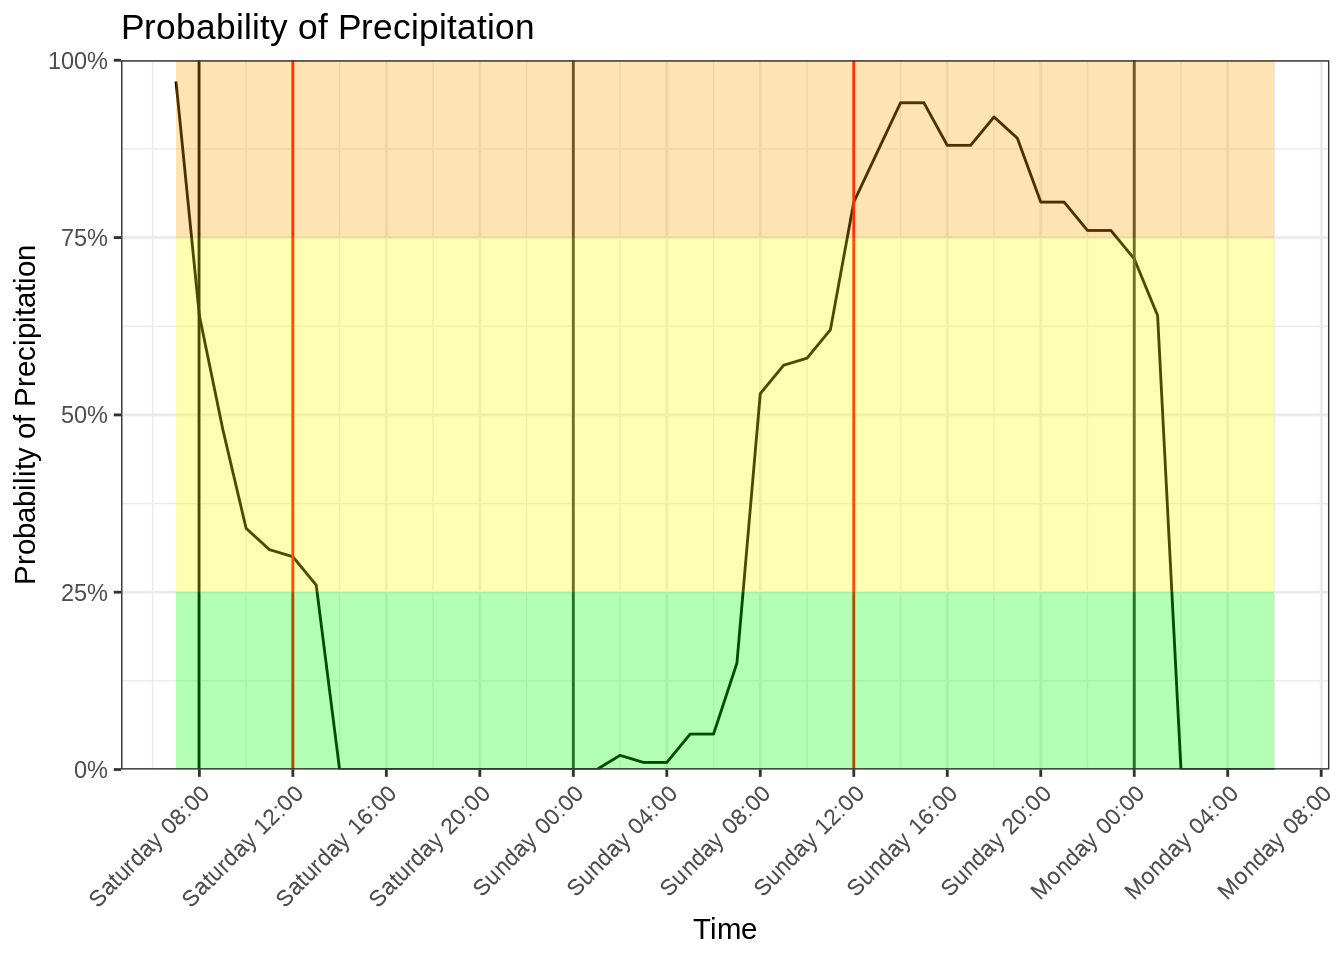 Probability of Precipitation
Probability of Precipitation
100%
75%
50%
25%
0%
Saturday 08:00
Saturday 12:00
Saturday 16:00
Saturday 20:00
Sunday 00:00
Sunday 04:00
Sunday 08:00
Sunday 12:00
Sunday 16:00
Sunday 20:00
Monday 00:00
Monday 04:00
Monday 08:00
Time